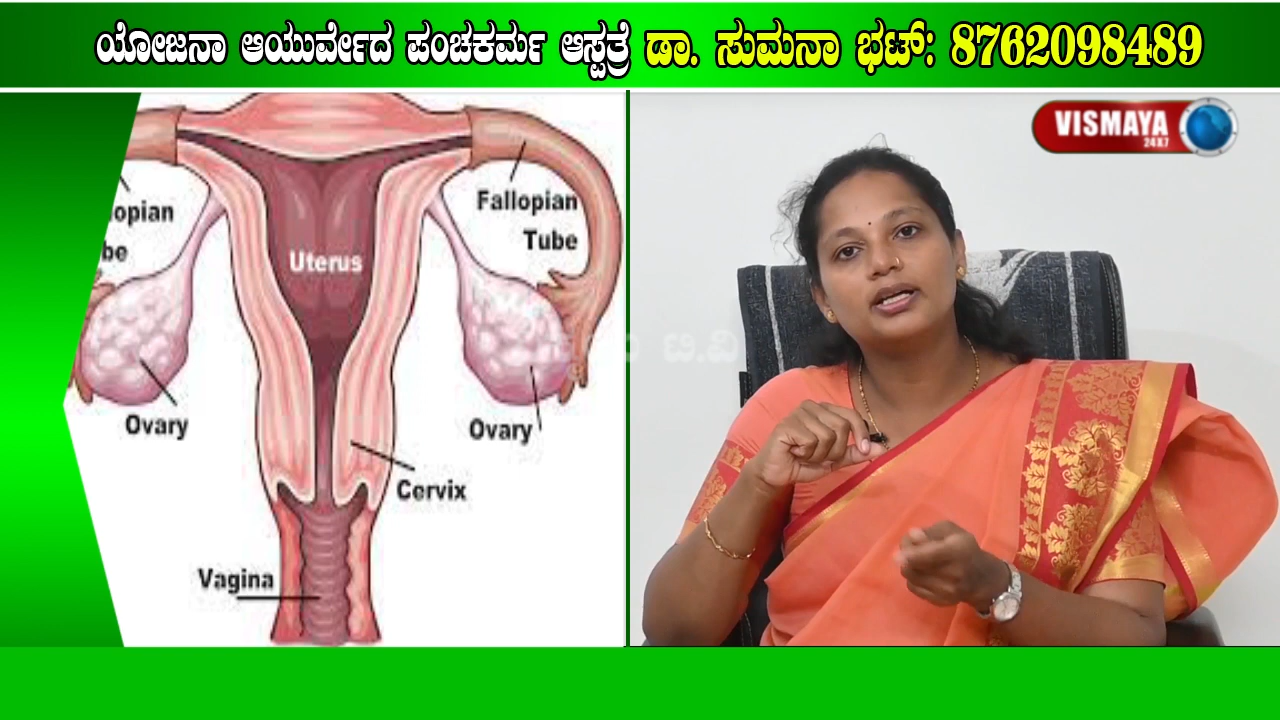 ಯೋಜನಾ ಆಯುರ್ವೇದ ಪಂಚಕರ್ಮ ಆಸ್ಪತ್ರೆ ಡಾ. ಸುಮನಾ ಭಟ್: 8762098489
VISMAYA
24X7
Fallopian
Tube
Uterus
Ovary
Ovary
Cervix
Vagina
ಟಿ.ವಿ